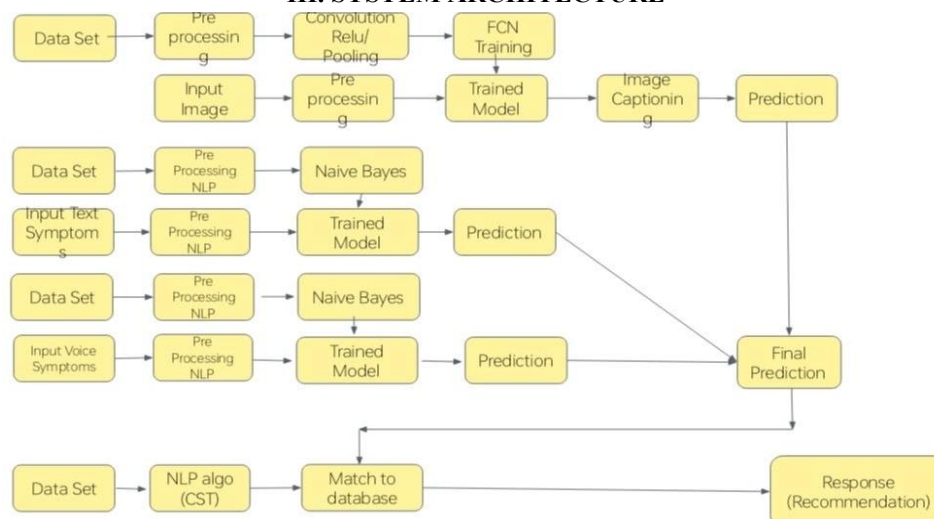 III. SYSTEM ARCHITECTURE
Data Set
Pre
processin
g
Convolution
Relu/
Pooling
FCN
Training
Input
Image
Pre
processin
g
Trained
Model
Image
Captionin
g
Prediction
Data Set
Pre
Processing
NLP
Naive Bayes
Input Text
Symptom
s
Pre
Processing
NLP
Trained
Model
Prediction
Data Set
Pre
Processing
NLP
Naive Bayes
Input Voice
Symptoms
Pre
Processing
NLP
Trained
Model
Prediction
Final
Prediction
Data Set
NLP algo
(CST)
Match to
database
Response
(Recommendation)